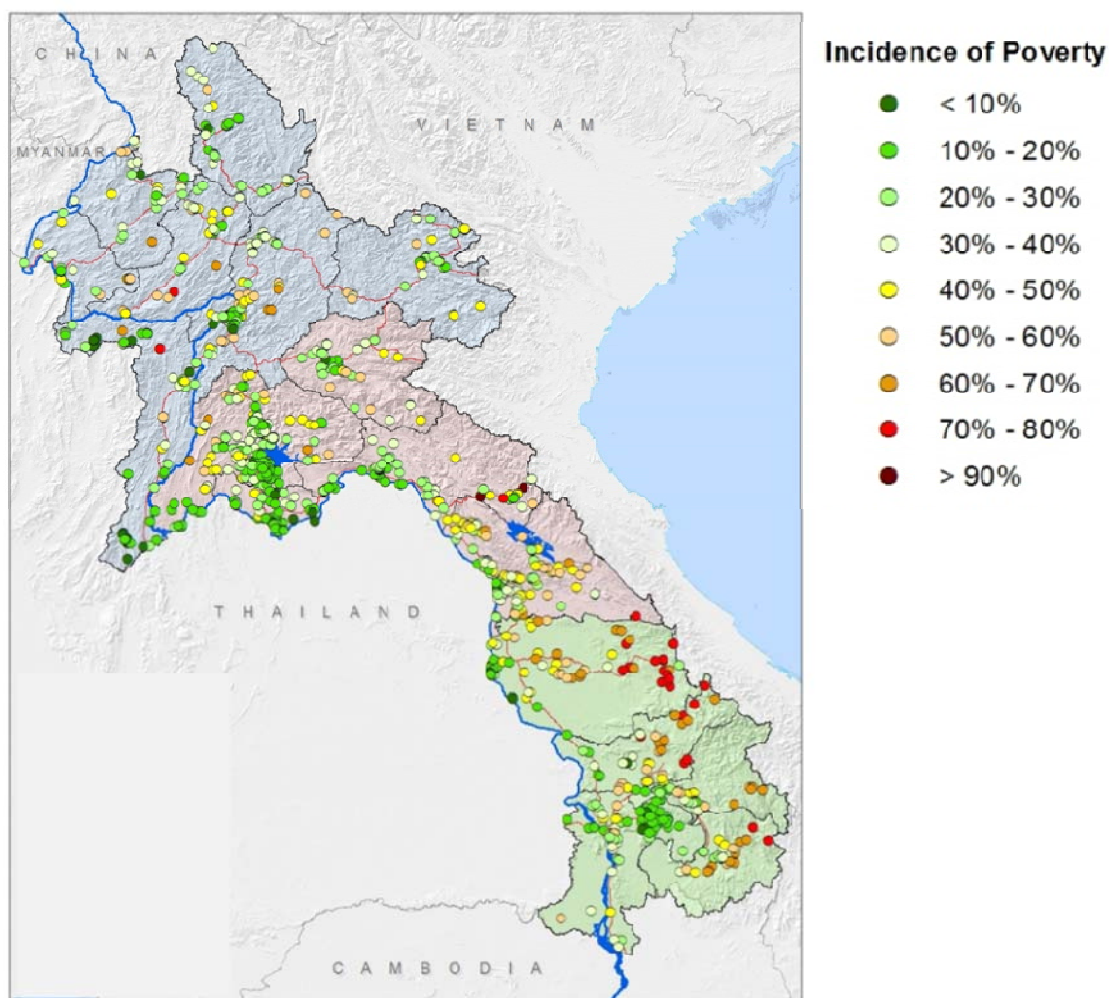 CHINA
VIETNAM
MYANMAR
THAILAND
CAMBODIA
Incidence of Poverty
< 10%
10% - 20%
20% - 30%
30% - 40%
40% - 50%
50% - 60%
60% - 70%
70% - 80%
> 90%